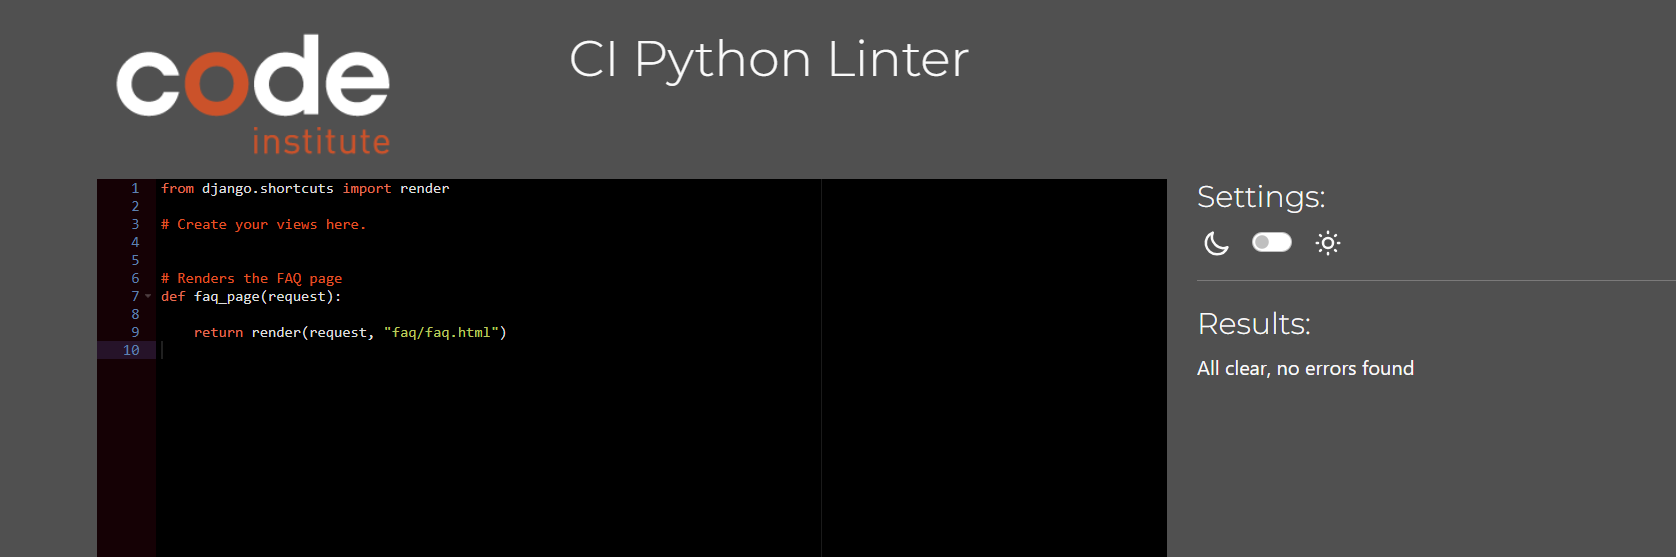 code
institute
CI Python Linter
1 from django.shortcuts import render
2
3 # Create your views here.
4
5
6 # Renders the FAQ page
7 def faq_page(request):
8
9     return render(request, "faq/faq.html")
10
Settings:
Results:
All clear, no errors found